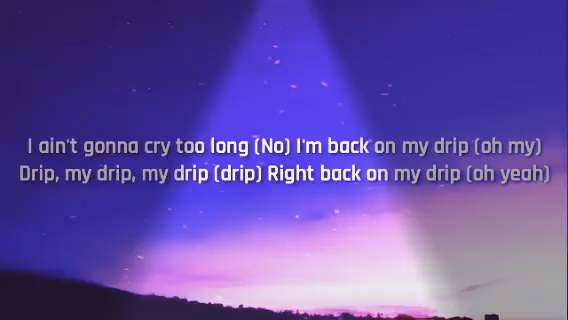 I ain't gonna cry too long (No) I'm back on my drip (oh my)
Drip, my drip, my drip (drip) Right back on my drip (oh yeah)